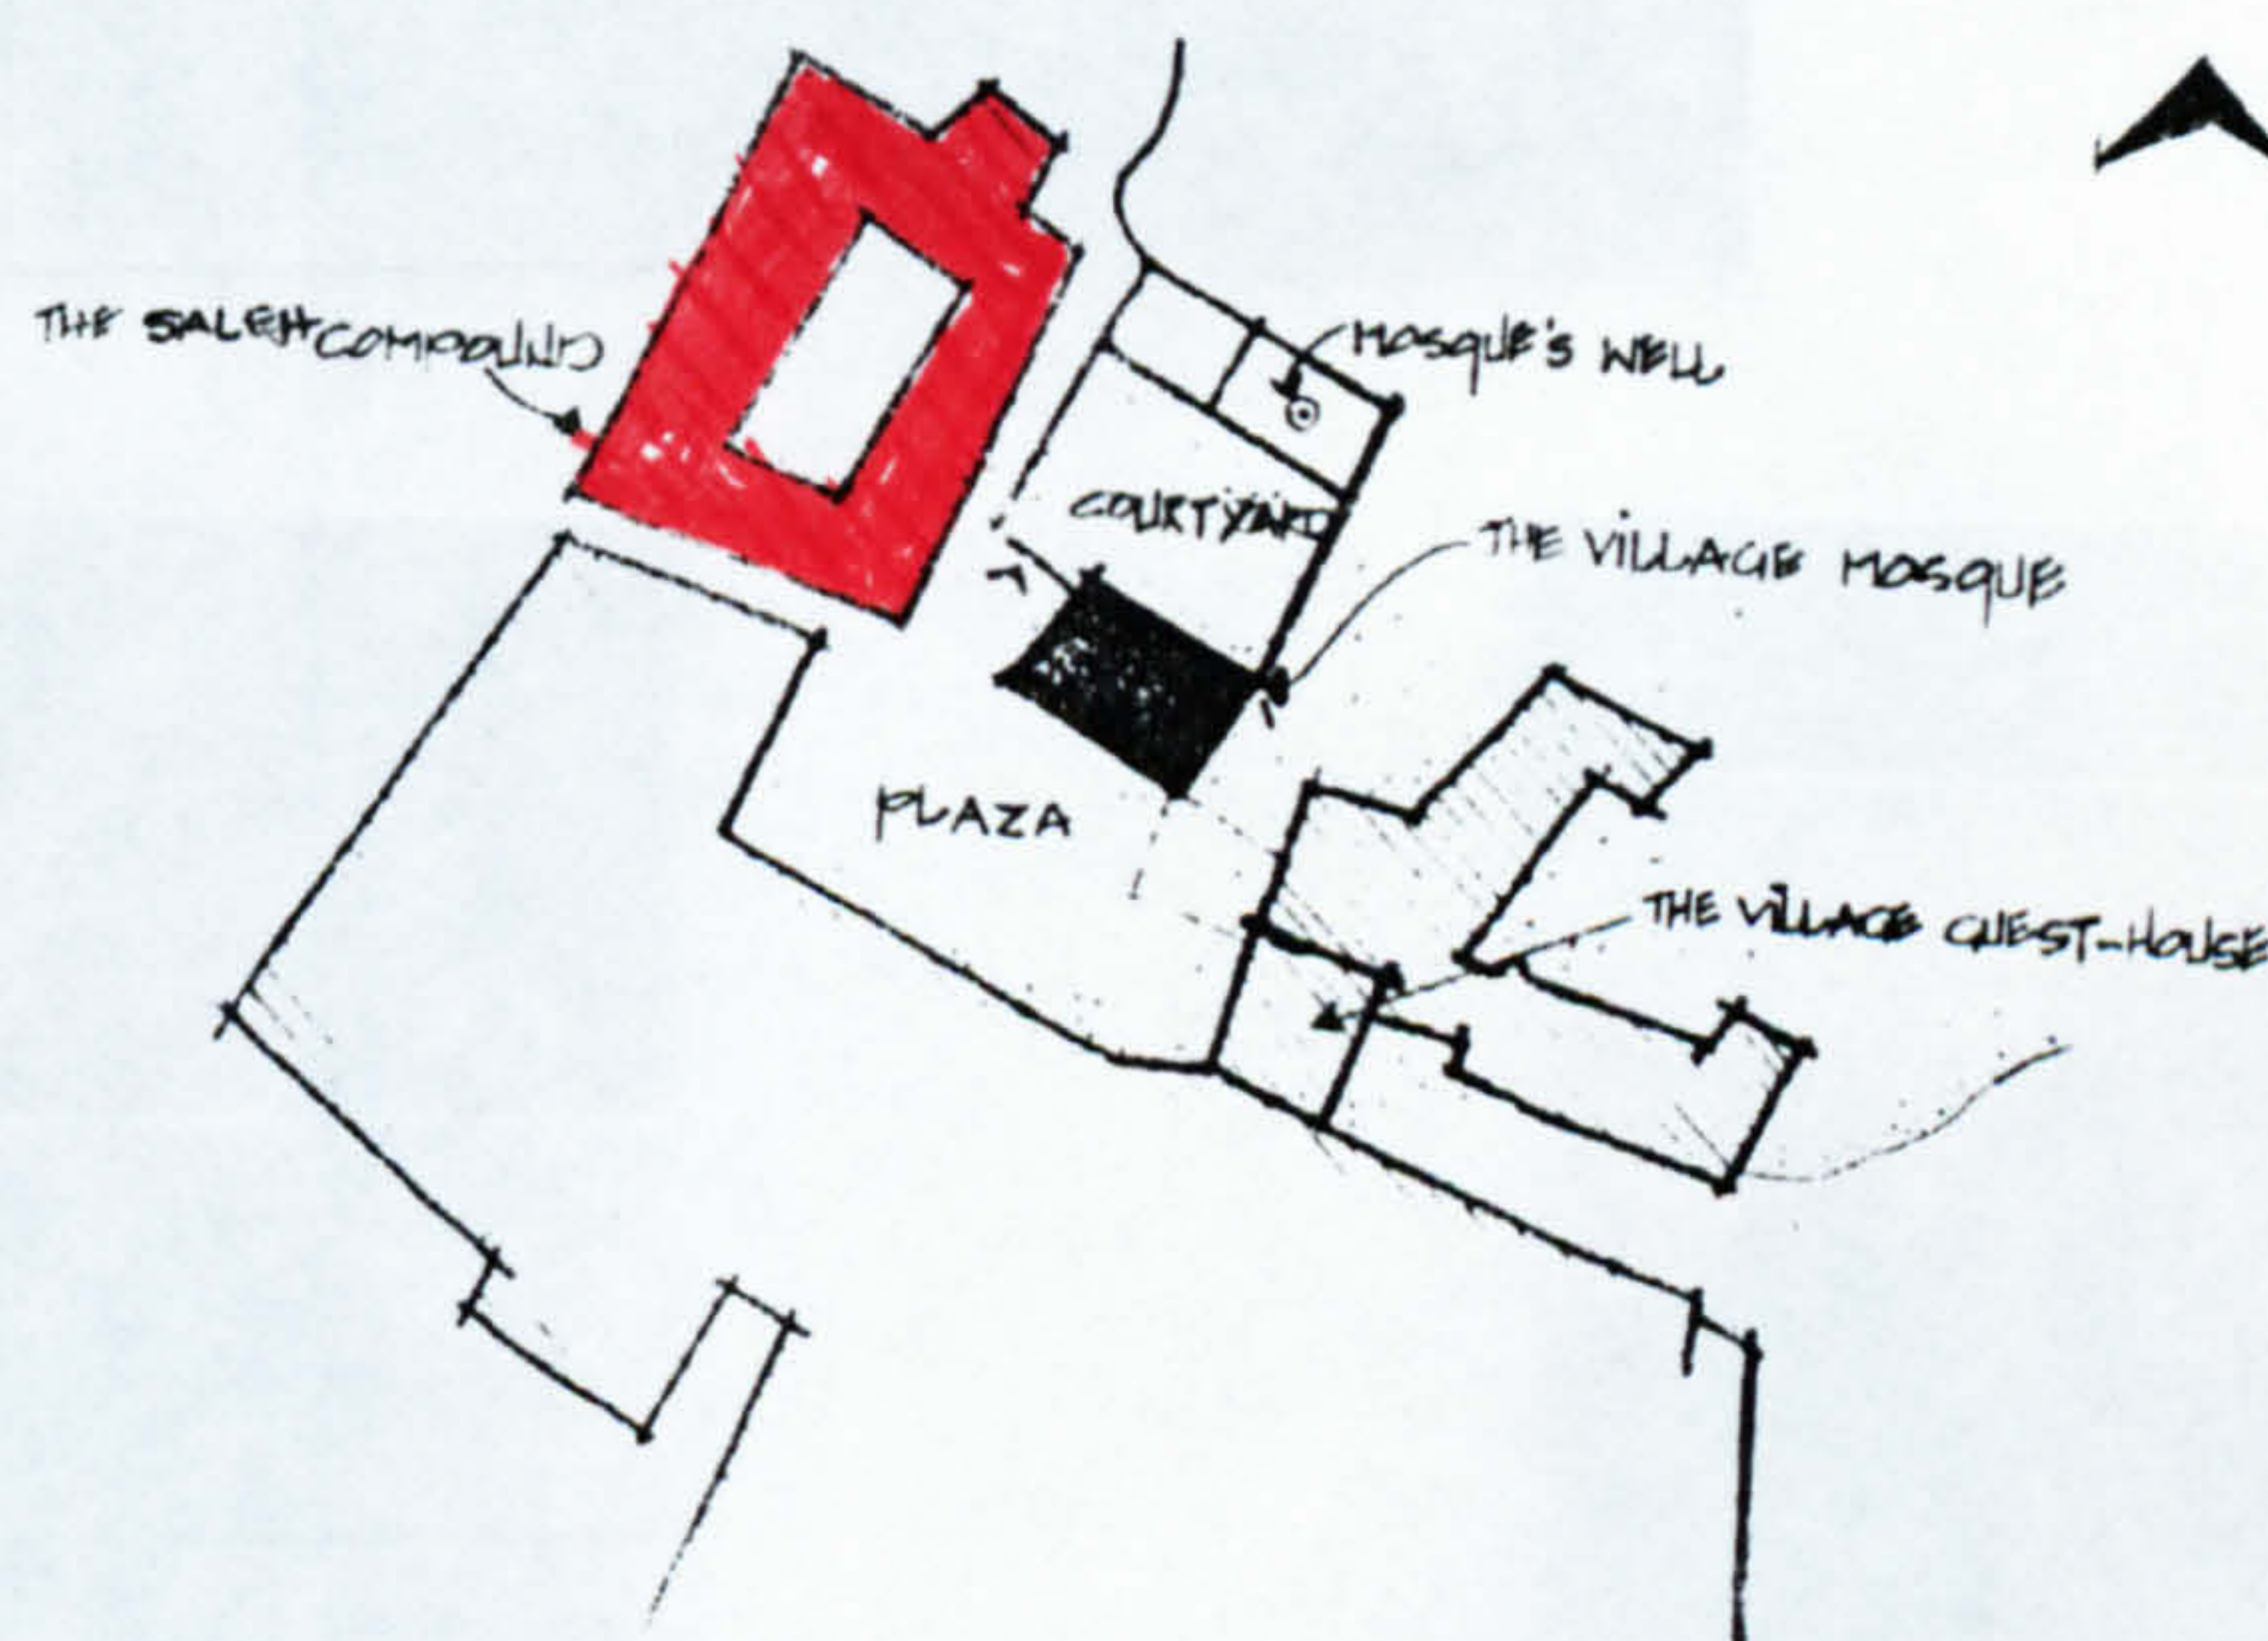 THE SALEH COMPOUND
MOSQUE'S WELL
COURTYARD
THE VILLAGE MOSQUE
PLAZA
THE VILLAGE GUEST-HOUSE